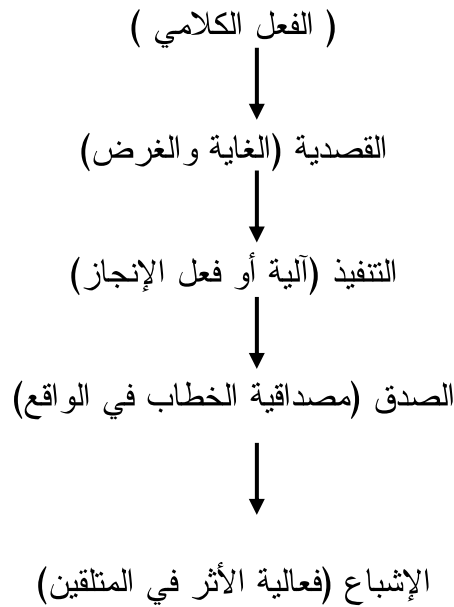 ( الفعل الكلامي )
القصدية (الغاية والغرض)
التنفيذ (آلية أو فعل الإنجاز)
الصدق (مصداقية الخطاب في الواقع)
الإشباع (فعالية الأثر في المتلقين)